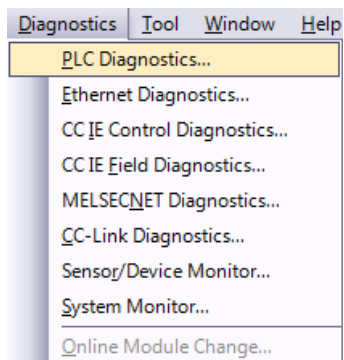 Diagnostics Tool Window Help
PLC Diagnostics...
Ethernet Diagnostics...
CC IE Control Diagnostics...
CC IE Field Diagnostics...
MELSECNET Diagnostics...
CC-Link Diagnostics...
Sensor/Device Monitor...
System Monitor...
Online Module Change...